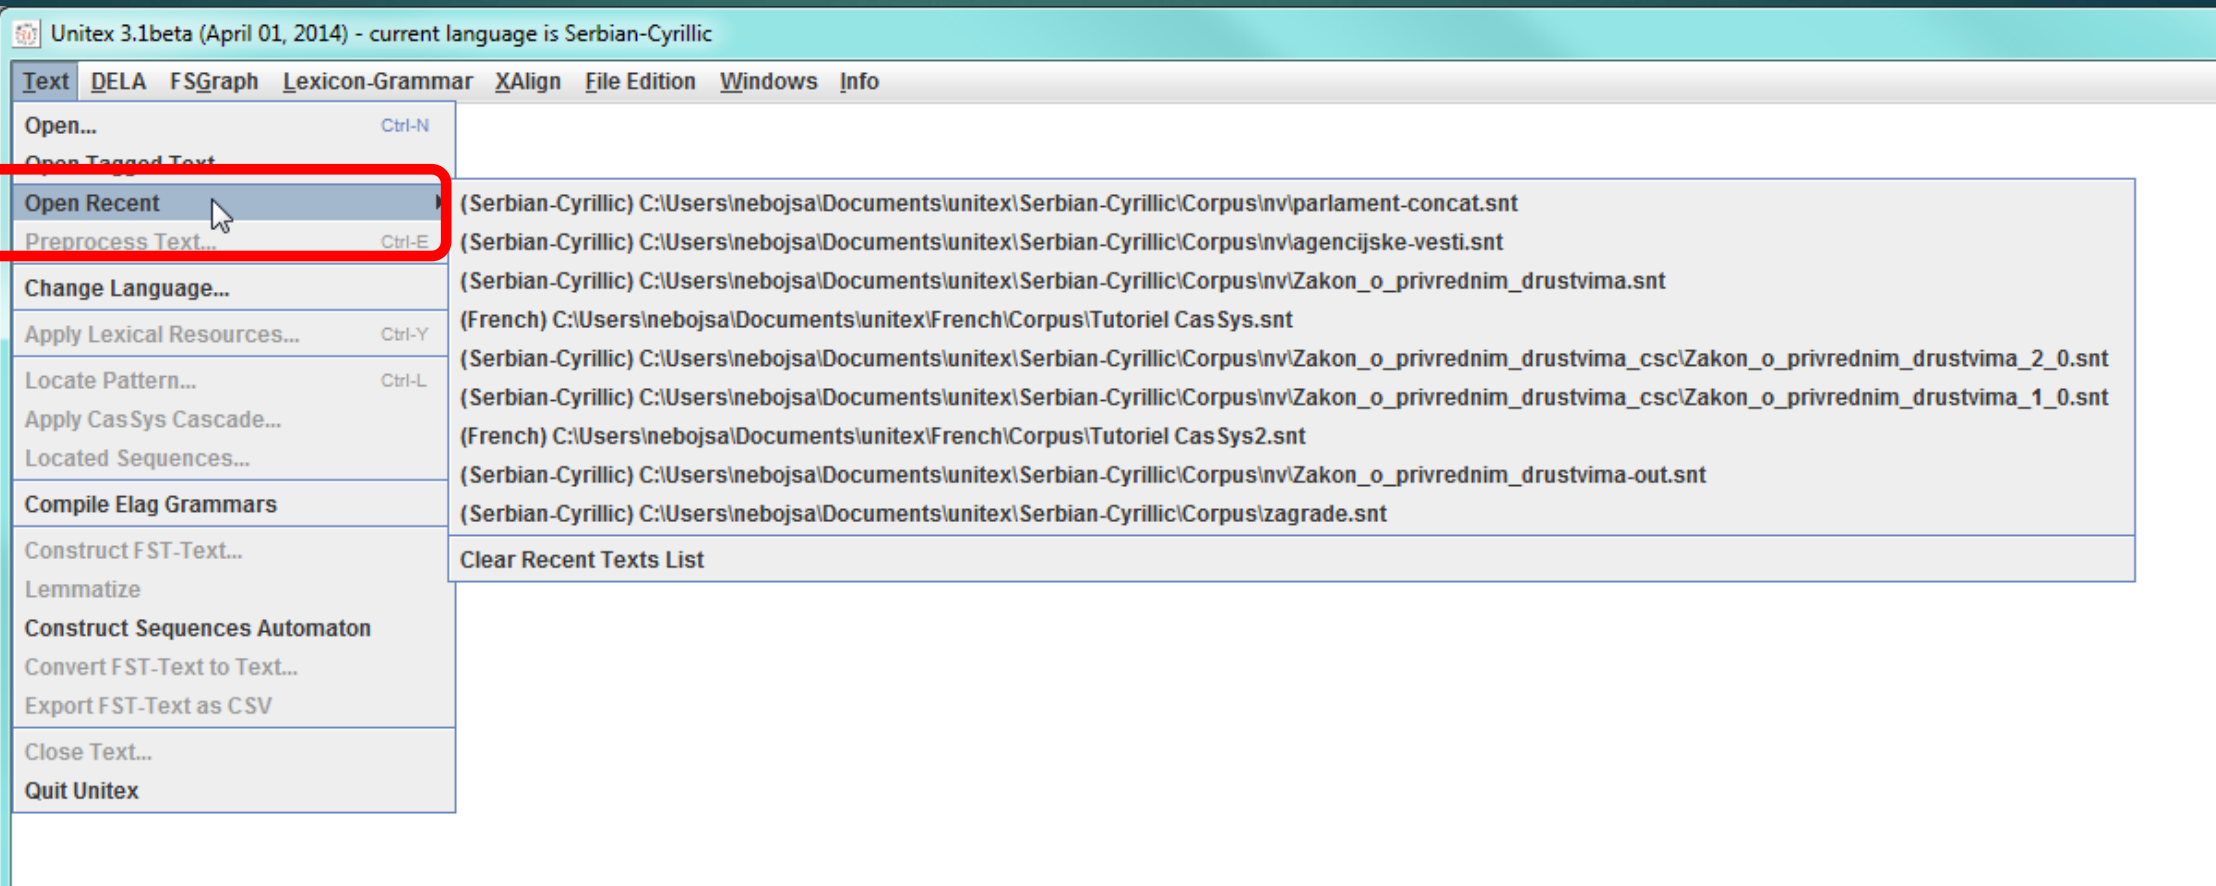 Unitex 3.1beta (April 01, 2014) - current language is Serbian-Cyrillic
Text DELA FSGraph Lexicon-Grammar XAlign File Edition Windows Info
Open... Ctrl-N
Open Tagged Text
Open Recent
Preprocess Text... Ctrl-E
Change Language...
Apply Lexical Resources... Ctrl-Y
Locate Pattern... Ctrl-L
Apply CasSys Cascade...
Located Sequences...
Compile Elag Grammars
Construct FST-Text...
Lemmatize
Construct Sequences Automaton
Convert FST-Text to Text...
Export FST-Text as CSV
Close Text...
Quit Unitex
(Serbian-Cyrillic) C:\Users\nebojsa\Documents\unitex\Serbian-Cyrillic\Corpus\nv\parlament-concat.snt
(Serbian-Cyrillic) C:\Users\nebojsa\Documents\unitex\Serbian-Cyrillic\Corpus\nv\agencijske-vesti.snt
(Serbian-Cyrillic) C:\Users\nebojsa\Documents\unitex\Serbian-Cyrillic\Corpus\nv\Zakon_o_privrednim_drustvima.snt
(French) C:\Users\nebojsa\Documents\unitex\French\Corpus\Tutoriel CasSys.snt
(Serbian-Cyrillic) C:\Users\nebojsa\Documents\unitex\Serbian-Cyrillic\Corpus\nv\Zakon_o_privrednim_drustvima_csc\Zakon_o_privrednim_drustvima_2_0.snt
(Serbian-Cyrillic) C:\Users\nebojsa\Documents\unitex\Serbian-Cyrillic\Corpus\nv\Zakon_o_privrednim_drustvima_csc\Zakon_o_privrednim_drustvima_1_0.snt
(French) C:\Users\nebojsa\Documents\unitex\French\Corpus\Tutoriel CasSys2.snt
(Serbian-Cyrillic) C:\Users\nebojsa\Documents\unitex\Serbian-Cyrillic\Corpus\nv\Zakon_o_privrednim_drustvima-out.snt
(Serbian-Cyrillic) C:\Users\nebojsa\Documents\unitex\Serbian-Cyrillic\Corpus\zagrade.snt
Clear Recent Texts List